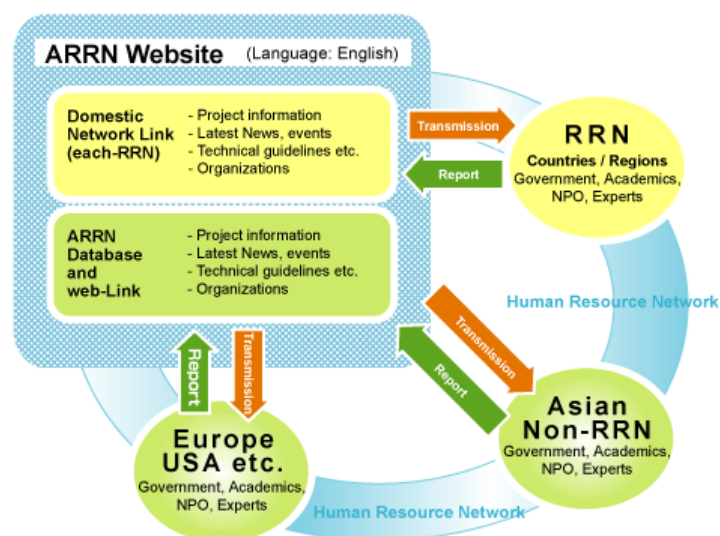 ARRN Website (Language: English)
Domestic
Network Link
(each-RRN)
- Project information
- Latest News, events
- Technical guidelines etc.
- Organizations
Transmission
Report
RRN
Countries / Regions
Government, Academics,
NPO, Experts
ARRN
Database
and
web-Link
- Project information
- Latest News, events
- Technical guidelines etc.
- Organizations
Human Resource Network
Report
Transmission
Transmission
Report
Europe
USA etc.
Government, Academics,
NPO, Experts
Asian
Non-RRN
Government, Academics,
NPO, Experts
Human Resource Network